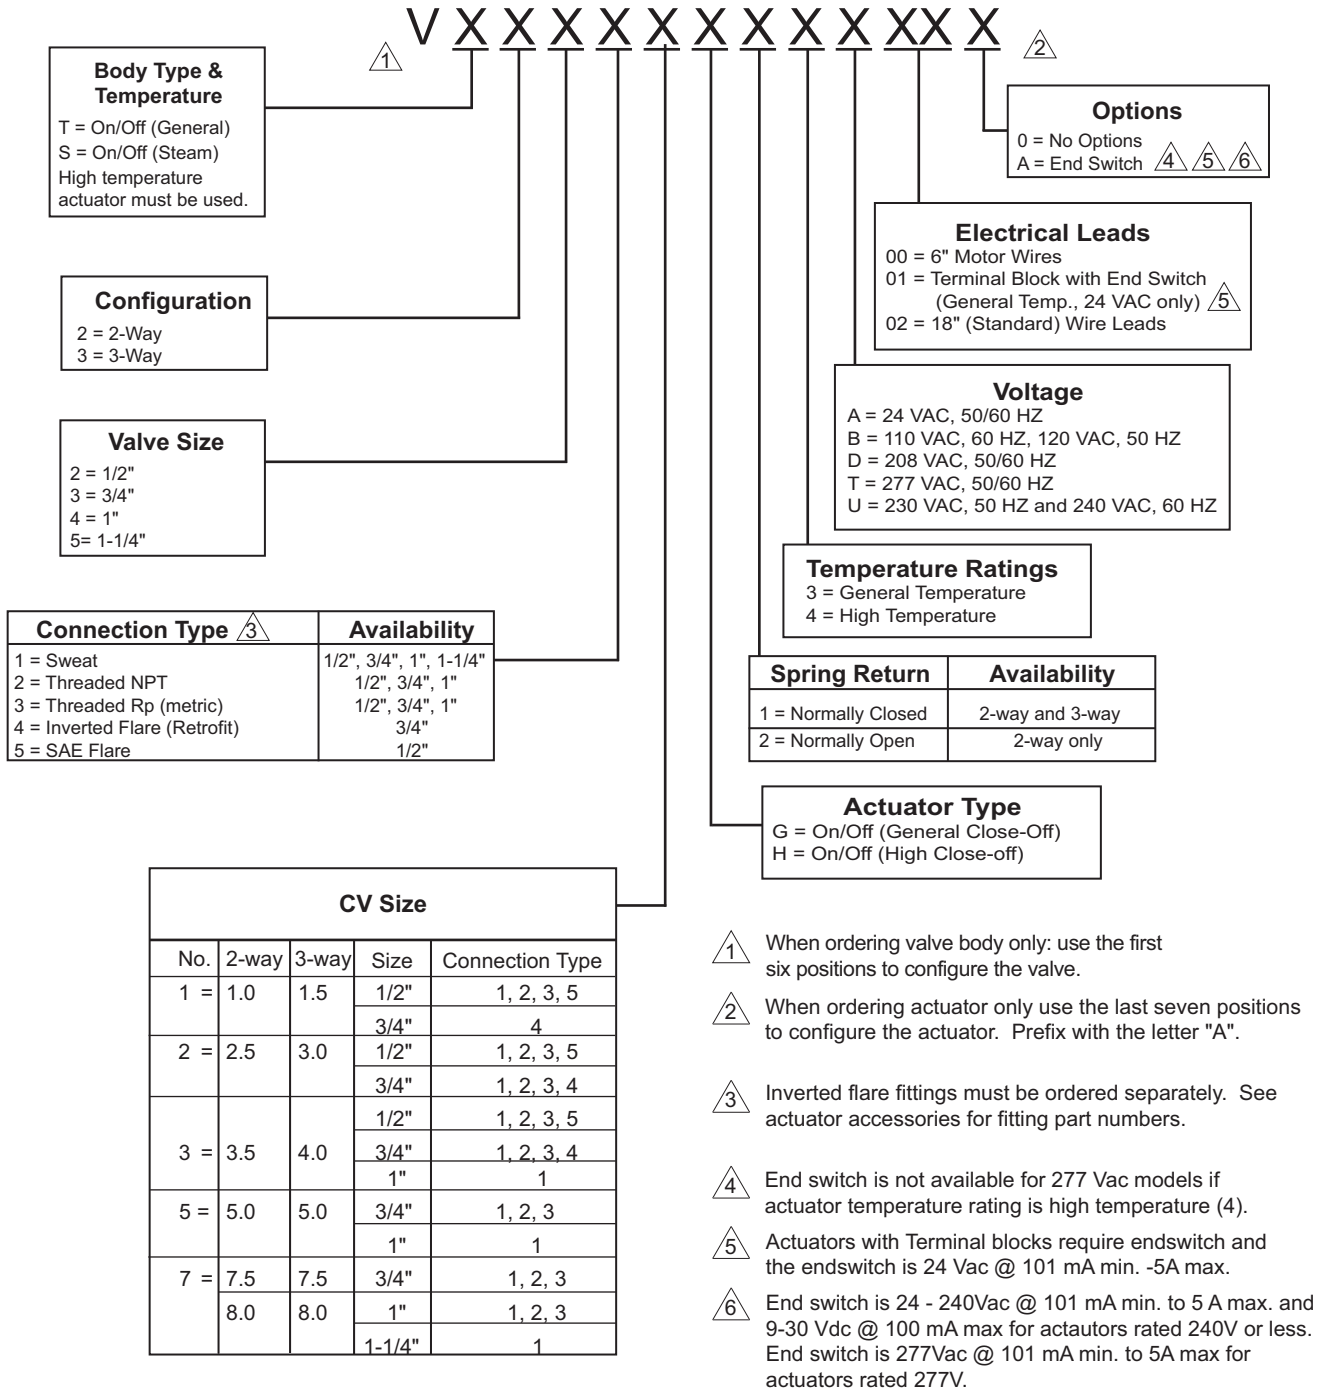 V X X X X X X X X X XX X
1
2
Body Type &
Temperature
T = On/Off (General)
S = On/Off (Steam)
High temperature
actuator must be used.
Options
0 = No Options
A = End Switch 4 5 6
Electrical Leads
00 = 6" Motor Wires
01 = Terminal Block with End Switch
(General Temp., 24 VAC only) 5
02 = 18" (Standard) Wire Leads
Configuration
2 = 2-Way
3 = 3-Way
Voltage
A = 24 VAC, 50/60 HZ
B = 110 VAC, 60 HZ, 120 VAC, 50 HZ
D = 208 VAC, 50/60 HZ
T = 277 VAC, 50/60 HZ
U = 230 VAC, 50 HZ and 240 VAC, 60 HZ
Valve Size
2 = 1/2"
3 = 3/4"
4 = 1"
5= 1-1/4"
Temperature Ratings
3 = General Temperature
4 = High Temperature
Connection Type 3 Availability
1 = Sweat 1/2", 3/4", 1", 1-1/4"
2 = Threaded NPT 1/2", 3/4", 1"
3 = Threaded Rp (metric) 1/2", 3/4", 1"
4 = Inverted Flare (Retrofit) 3/4"
5 = SAE Flare 1/2"
Spring Return Availability
1 = Normally Closed 2-way and 3-way
2 = Normally Open 2-way only
Actuator Type
G = On/Off (General Close-Off)
H = On/Off (High Close-off)
CV Size
No. 2-way 3-way Size Connection Type
1 = 1.0 1.5 1/2" 1, 2, 3, 5
3/4" 4
2 = 2.5 3.0 1/2" 1, 2, 3, 5
3/4" 1, 2, 3, 4
1/2" 1, 2, 3, 5
3 = 3.5 4.0 3/4" 1, 2, 3, 4
1" 1
5 = 5.0 5.0 3/4" 1, 2, 3
1" 1
7 = 7.5 7.5 3/4" 1, 2, 3
8.0 8.0 1" 1, 2, 3
1-1/4" 1
1 When ordering valve body only: use the first
six positions to configure the valve.
2 When ordering actuator only use the last seven positions
to configure the actuator. Prefix with the letter "A".
3 Inverted flare fittings must be ordered separately. See
actuator accessories for fitting part numbers.
4 End switch is not available for 277 Vac models if
actuator temperature rating is high temperature (4).
5 Actuators with Terminal blocks require endswitch and
the endswitch is 24 Vac @ 101 mA min. -5A max.
6 End switch is 24 - 240Vac @ 101 mA min. to 5 A max. and
9-30 Vdc @ 100 mA max for actautors rated 240V or less.
End switch is 277Vac @ 101 mA min. to 5A max for
actuators rated 277V.